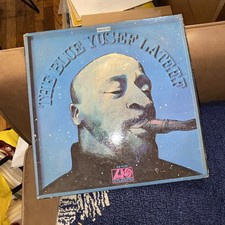 THE BLUE YUSEF LATEEF